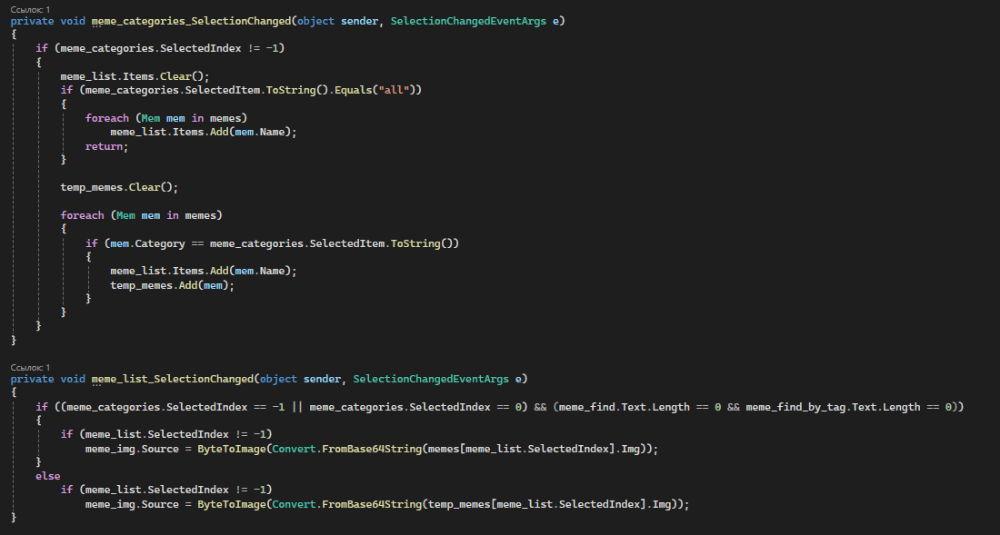 Ссылок: 1
private void meme_categories_SelectionChanged(object sender, SelectionChangedEventArgs e)
{
    if (meme_categories.SelectedIndex != -1)
    {
        meme_list.Items.Clear();
        if (meme_categories.SelectedItem.ToString().Equals("all"))
        {
            foreach (Mem mem in memes)
                meme_list.Items.Add(mem.Name);
            return;
        }

        temp_memes.Clear();

        foreach (Mem mem in memes)
        {
            if (mem.Category == meme_categories.SelectedItem.ToString())
            {
                meme_list.Items.Add(mem.Name);
                temp_memes.Add(mem);
            }
        }
    }
}

Ссылок: 1
private void meme_list_SelectionChanged(object sender, SelectionChangedEventArgs e)
{
    if ((meme_categories.SelectedIndex == -1 || meme_categories.SelectedIndex == 0) && (meme_find.Text.Length == 0 && meme_find_by_tag.Text.Length == 0))
    {
        if (meme_list.SelectedIndex != -1)
            meme_img.Source = ByteToImage(Convert.FromBase64String(memes[meme_list.SelectedIndex].Img));
    }
    else
        if (meme_list.SelectedIndex != -1)
            meme_img.Source = ByteToImage(Convert.FromBase64String(temp_memes[meme_list.SelectedIndex].Img));
}